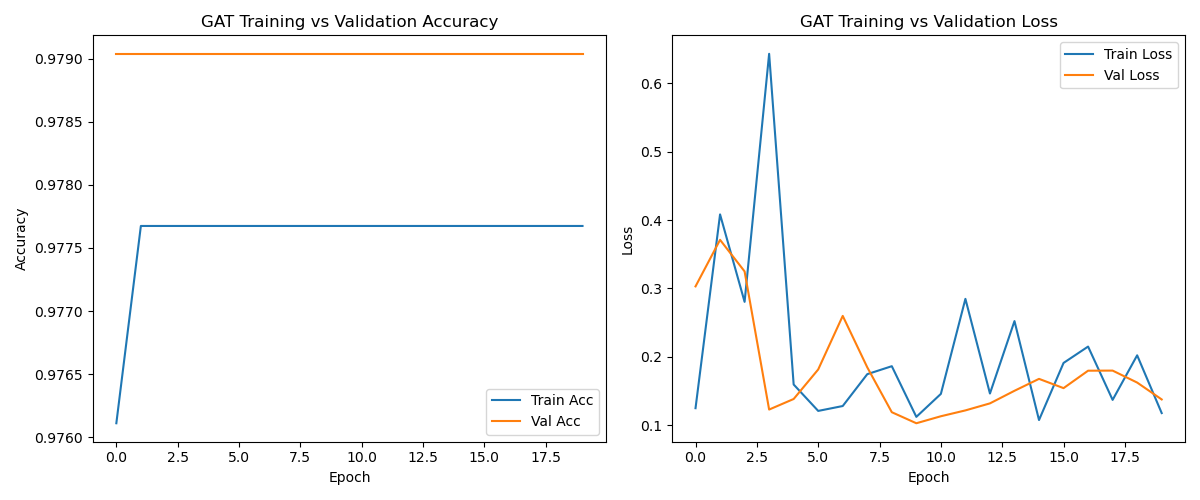 GAT Training vs Validation Accuracy
Accuracy
0.9790
0.9785
0.9780
0.9775
0.9770
0.9765
0.9760
Train Acc
Val Acc
0.0 2.5 5.0 7.5 10.0 12.5 15.0 17.5
Epoch
GAT Training vs Validation Loss
Loss
0.6
0.5
0.4
0.3
0.2
0.1
Train Loss
Val Loss
0.0 2.5 5.0 7.5 10.0 12.5 15.0 17.5
Epoch